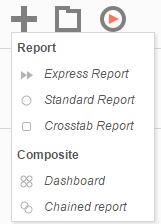 Report
Express Report
Standard Report
Crosstab Report
Composite
Dashboard
Chained report